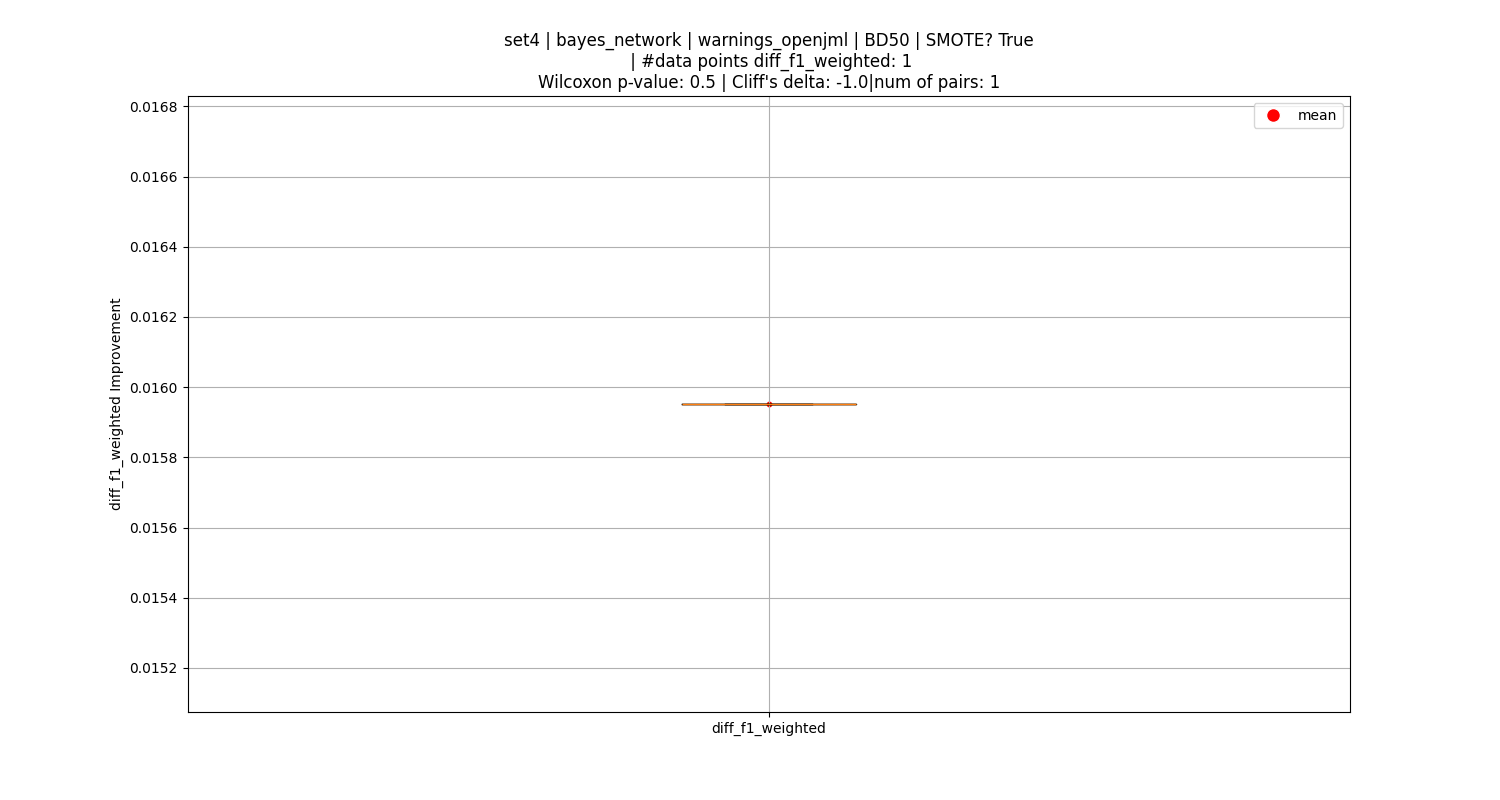 set4 | bayes_network | warnings_openjml | BD50 | SMOTE? True
| #data points diff_f1_weighted: 1
Wilcoxon p-value: 0.5 | Cliff's delta: -1.0|num of pairs: 1
mean
0.0168
0.0166
0.0164
0.0162
0.0160
0.0158
0.0156
0.0154
0.0152
diff_f1_weighted Improvement
diff_f1_weighted